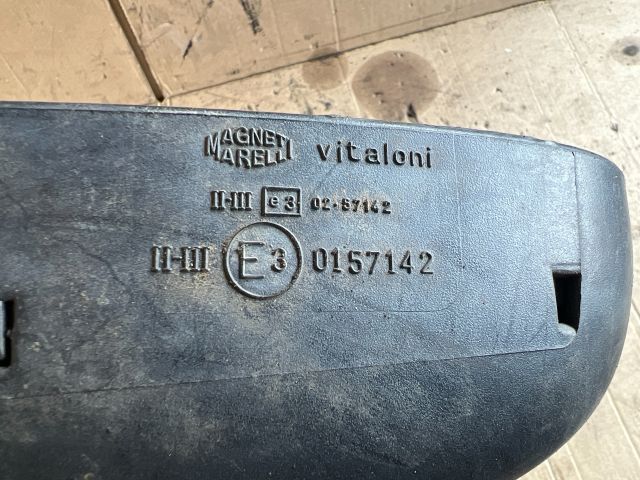 MAGNETI MARELLI vitaloni
II-III e3 02-57142
II-III E3 0157142